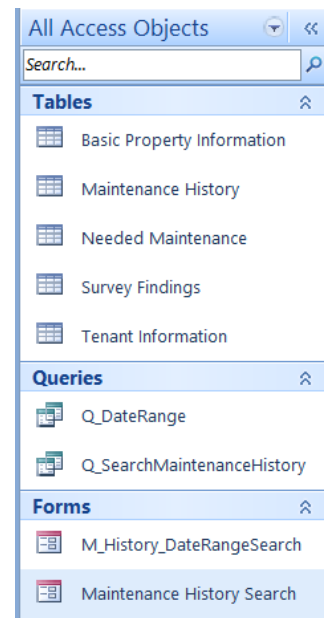 All Access Objects
Search...
Tables
Basic Property Information
Maintenance History
Needed Maintenance
Survey Findings
Tenant Information
Queries
Q_DateRange
Q_SearchMaintenanceHistory
Forms
M_History_DateRangeSearch
Maintenance History Search